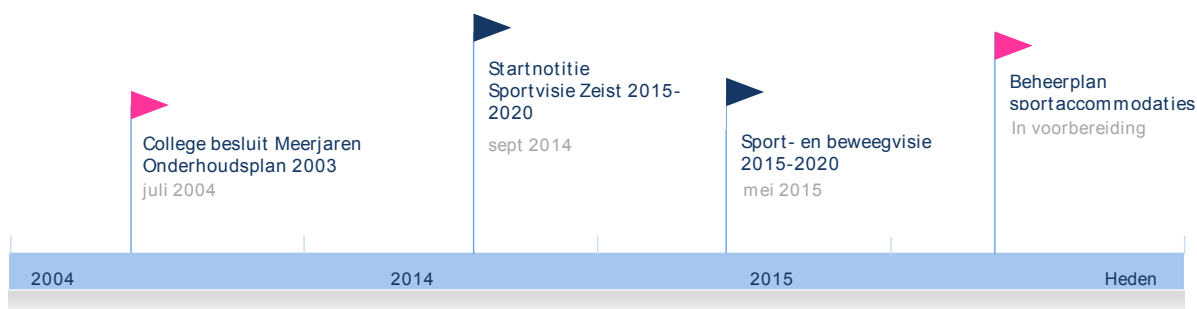 College besluit Meerjaren
Onderhoudsplan 2003
juli 2004
Startnotitie
Sportvisie Zeist 2015-
2020
sept 2014
Sport- en beweegvisie
2015-2020
mei 2015
Beheerplan
sportaccommodaties
In voorbereiding
2004
2014
2015
Heden